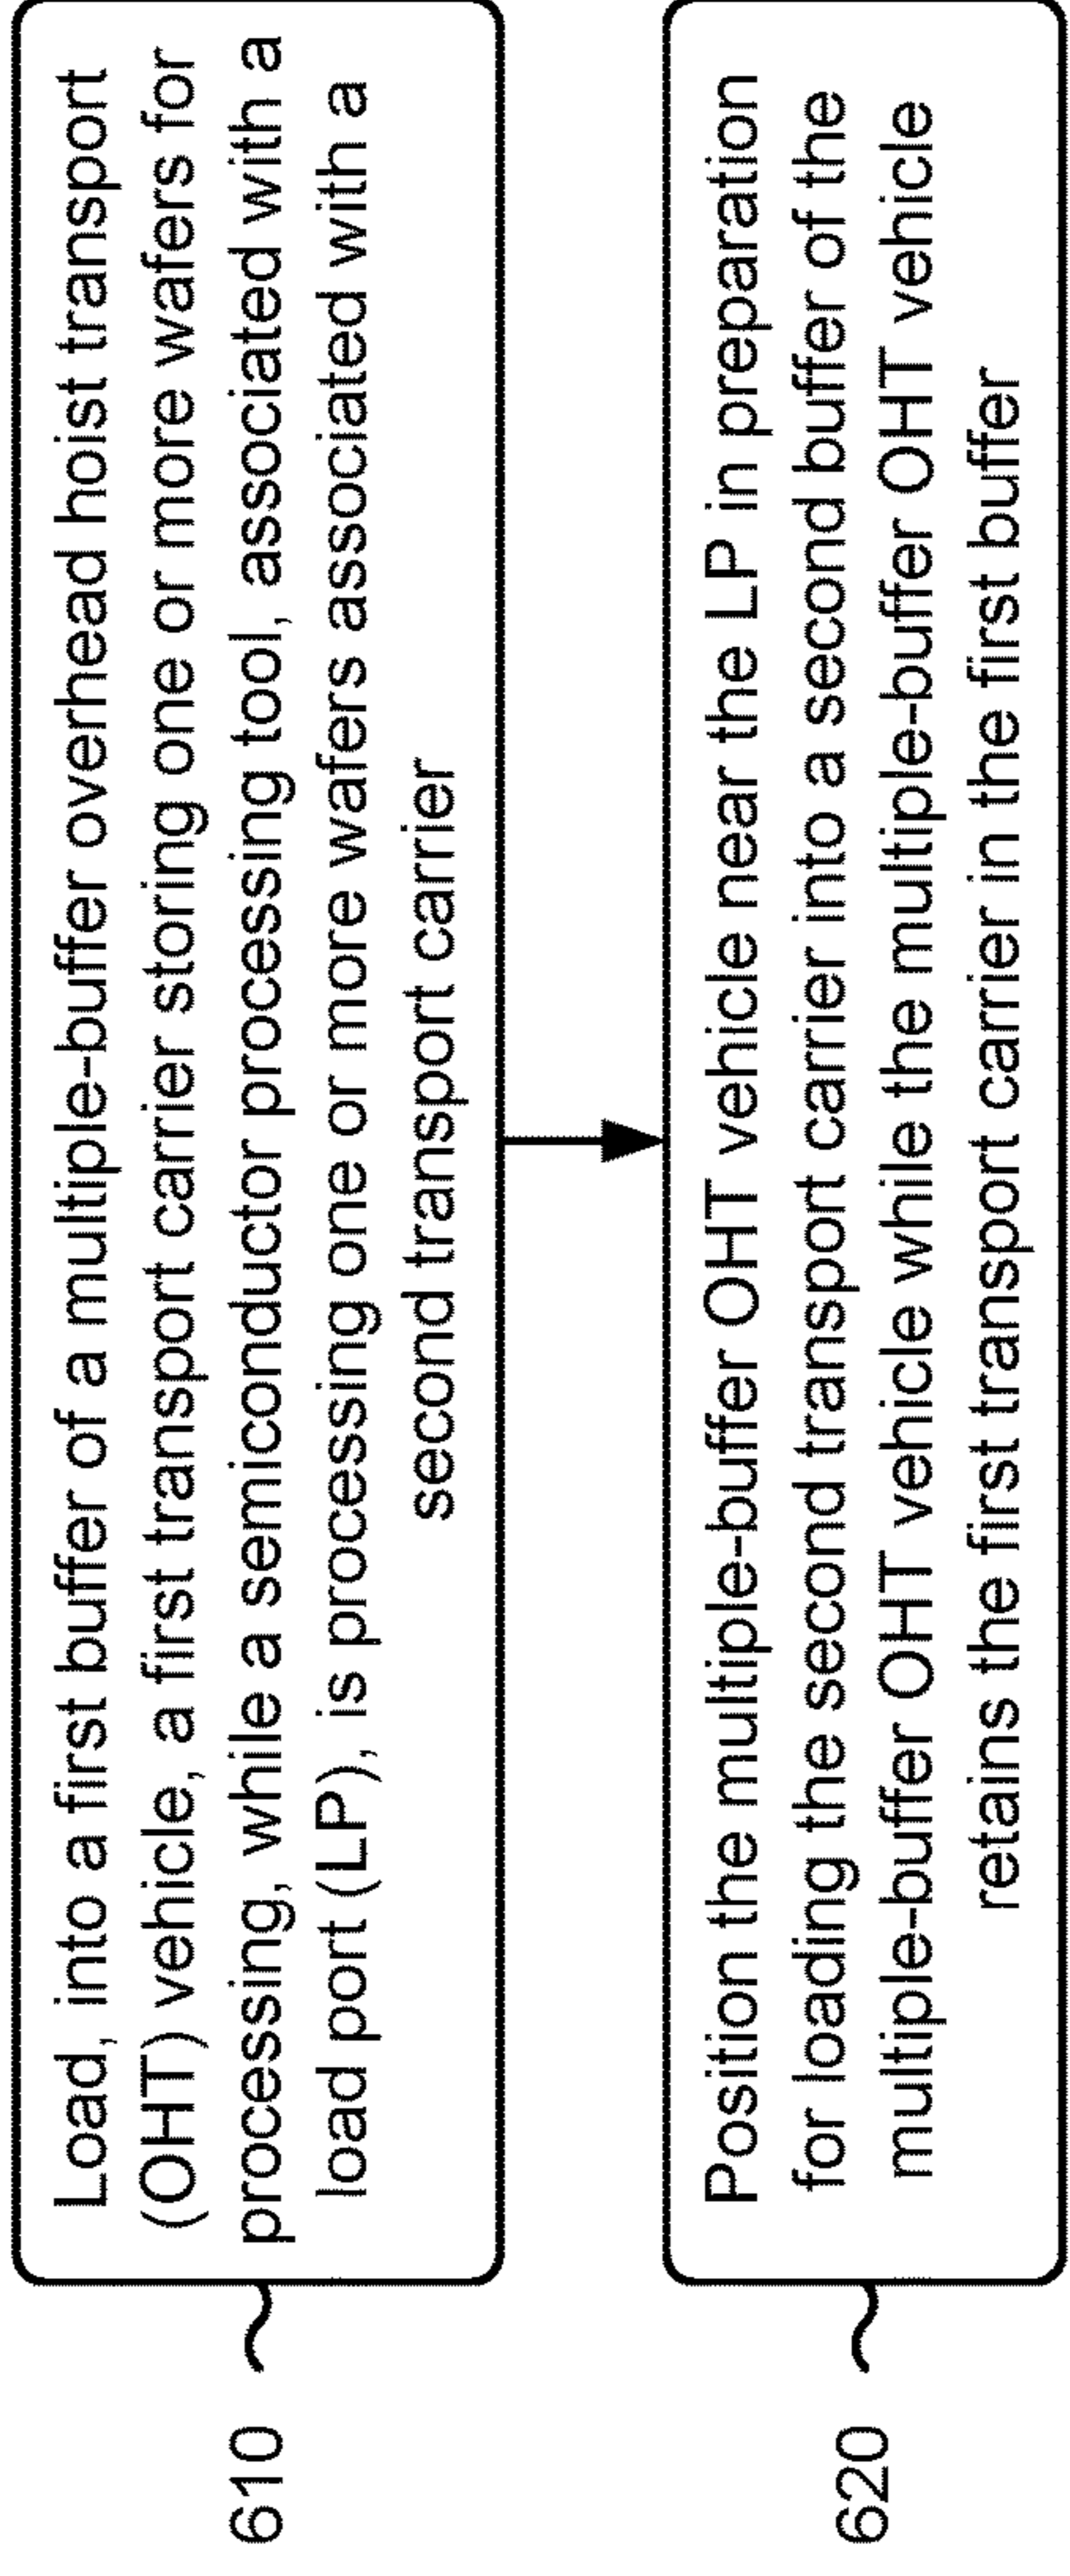 Load, into a first buffer of a multiple-buffer overhead hoist transport
(OHT) vehicle, a first transport carrier storing one or more wafers for
processing, while a semiconductor processing tool, associated with a
load port (LP), is processing one or more wafers associated with a
second transport carrier
610
Position the multiple-buffer OHT vehicle near the LP in preparation
for loading the second transport carrier into a second buffer of the
multiple-buffer OHT vehicle while the multiple-buffer OHT vehicle
retains the first transport carrier in the first buffer
620